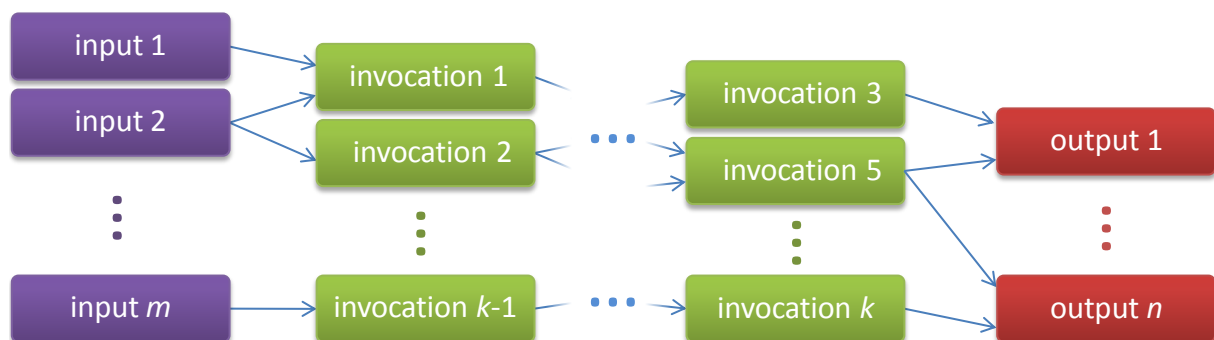 input 1
input 2
input m
invocation 1
invocation 2
invocation k-1
invocation 3
invocation 5
invocation k
output 1
output n